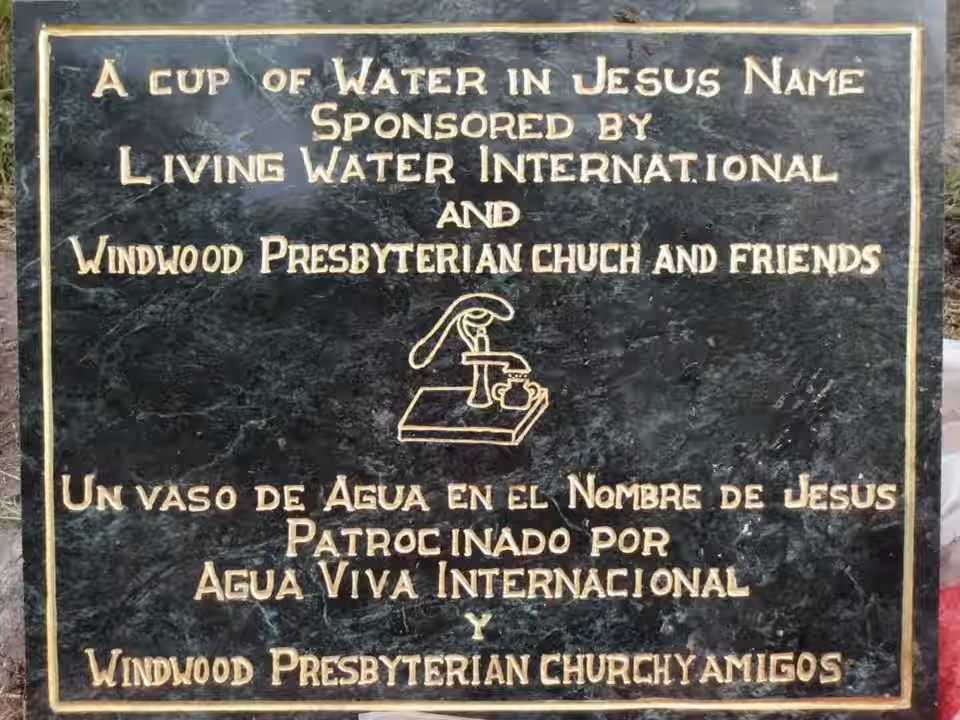 A CUP OF WATER IN JESUS NAME
SPONSORED BY
LIVING WATER INTERNATIONAL
AND
WINDWOOD PRESBYTERIAN CHUCH AND FRIENDS
UN VASO DE AGUA EN EL NOMBRE DE JESUS
PATROCINADO POR
AGUA VIVA INTERNACIONAL
Y
WINDWOOD PRESBYTERIAN CHURCH Y AMIGOS